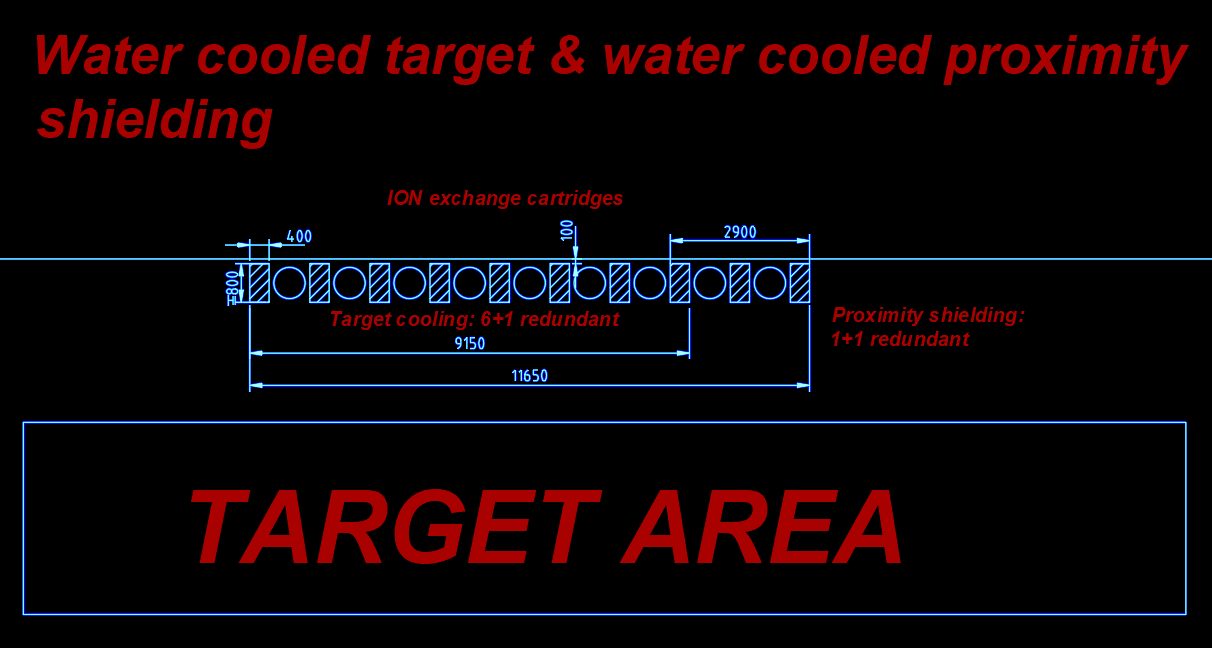 Water cooled target & water cooled proximity
shielding
ION exchange cartridges
400
100
2900
=800
Target cooling: 6+1 redundant
Proximity shielding:
1+1 redundant
9150
11650
TARGET AREA